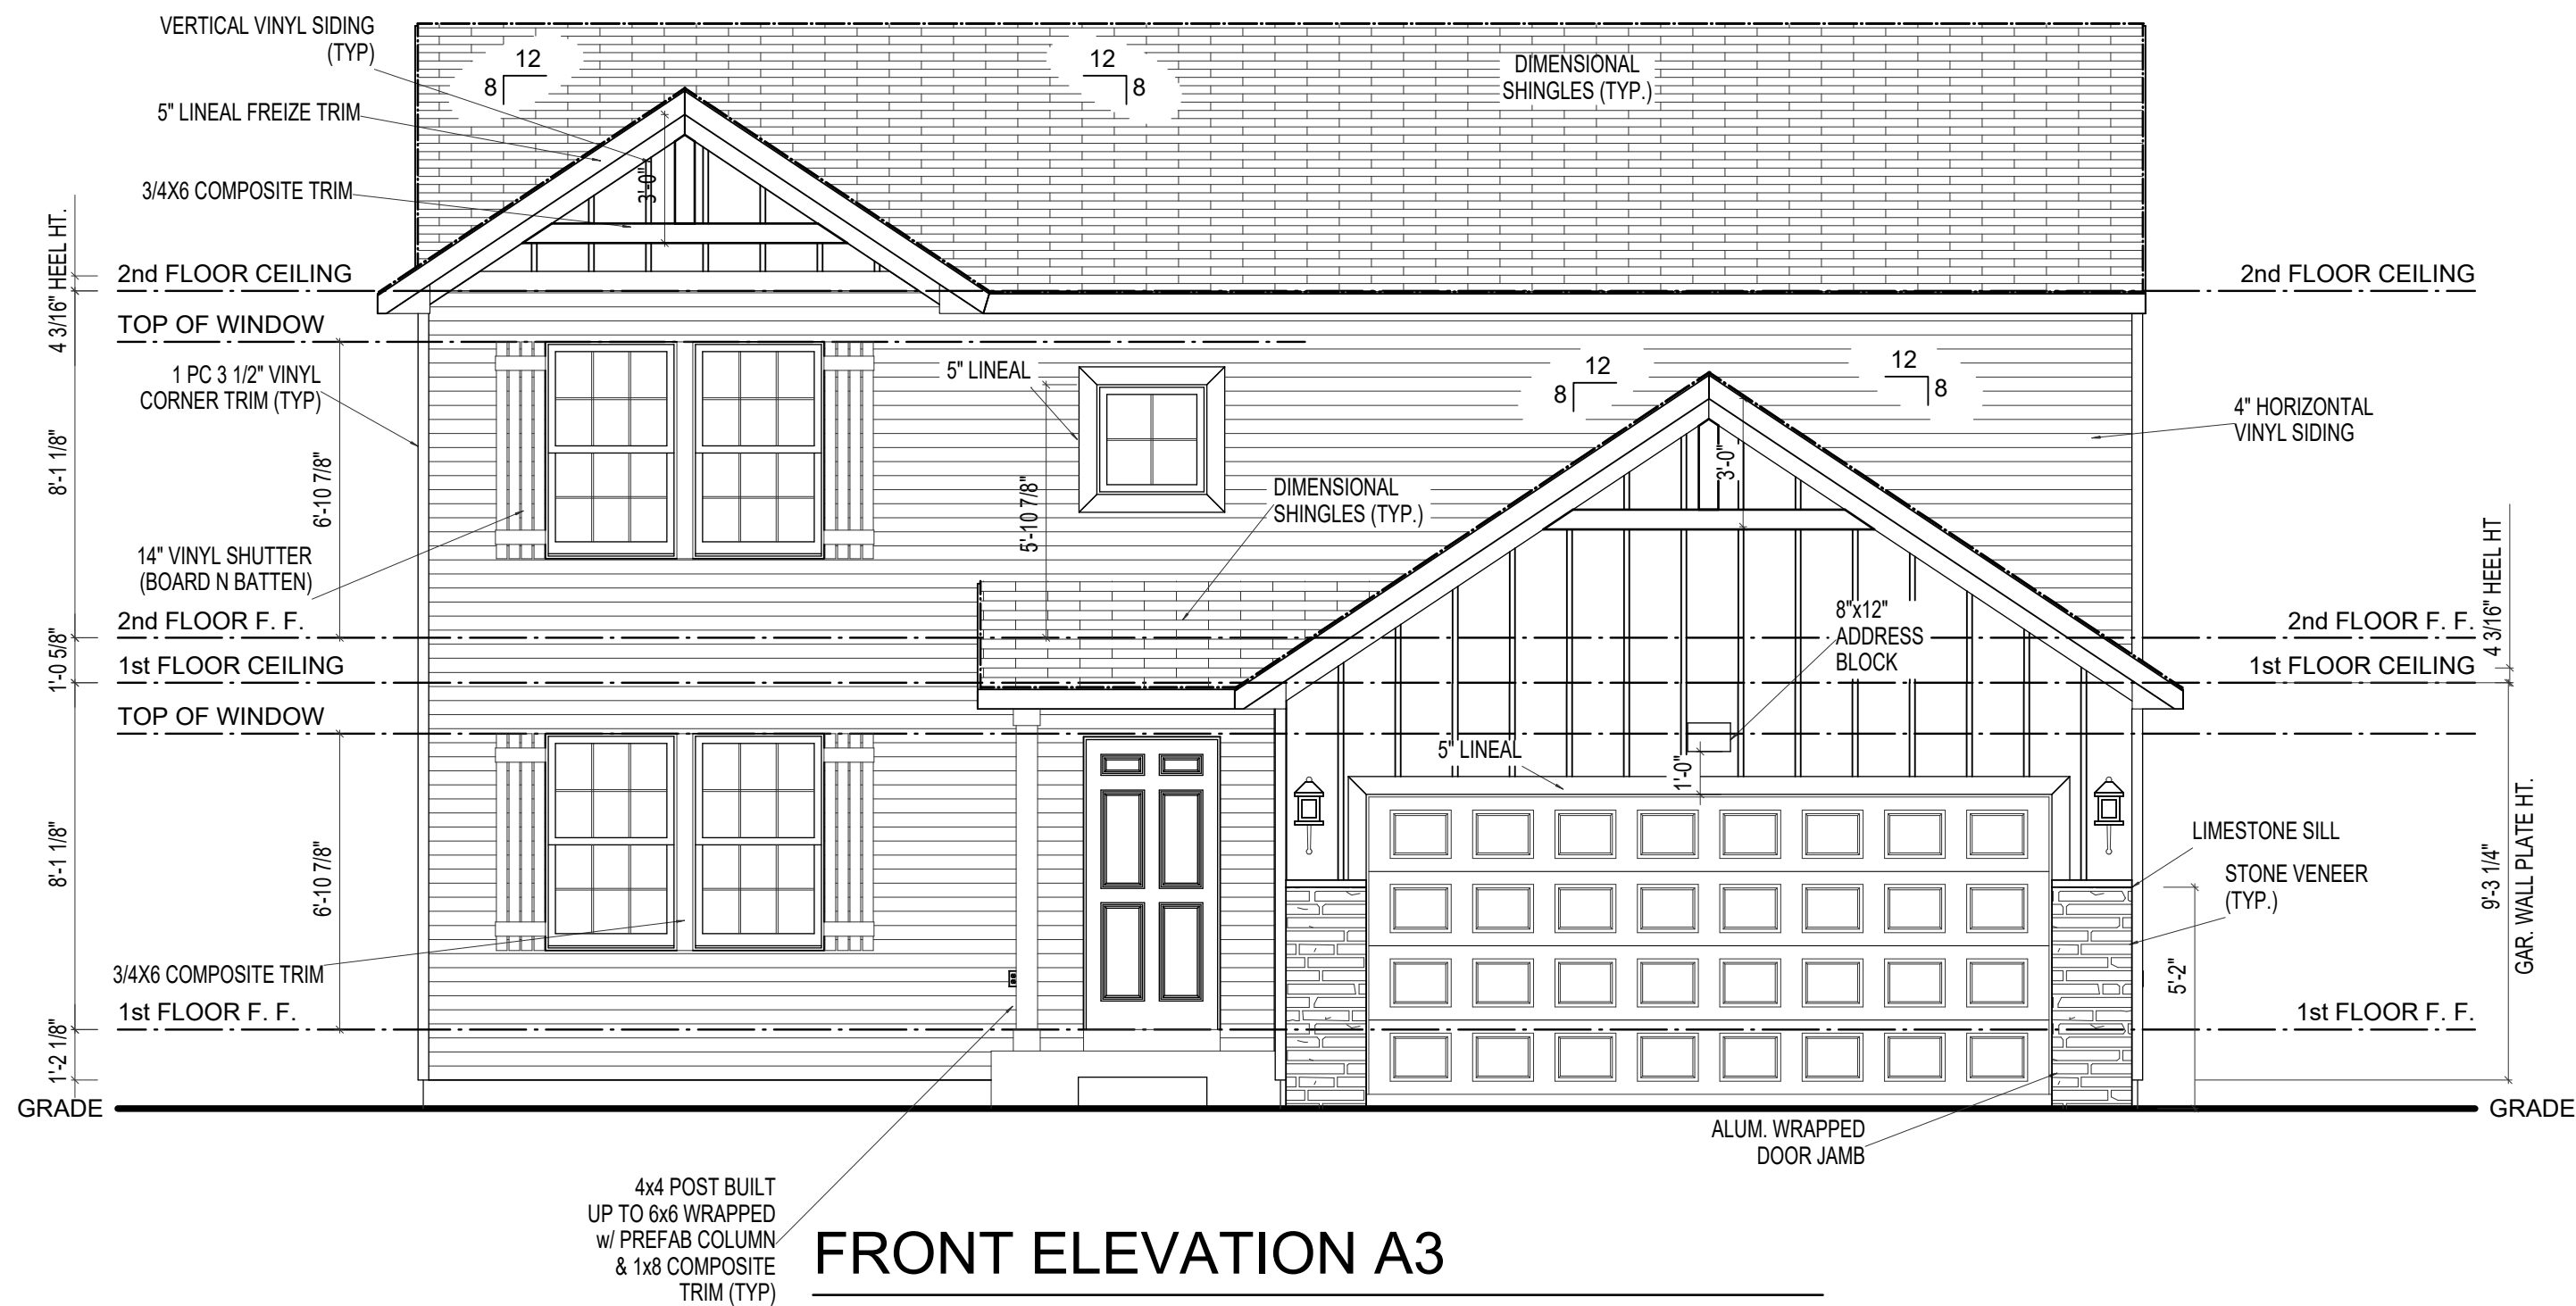 VERTICAL VINYL SIDING
(TYP)
5" LINEAL FREIZE TRIM
3/4X6 COMPOSITE TRIM
12
8
12
8
DIMENSIONAL
SHINGLES (TYP.)
3'-0"
4 3/16" HEEL HT.
2nd FLOOR CEILING
2nd FLOOR CEILING
TOP OF WINDOW
1 PC 3 1/2" VINYL
CORNER TRIM (TYP)
8'-1 1/8"
6'-10 7/8"
14" VINYL SHUTTER
(BOARD N BATTEN)
5" LINEAL
5'-10 7/8"
DIMENSIONAL
SHINGLES (TYP.)
12
8
12
8
3'-0"
4" HORIZONTAL
VINYL SIDING
4 3/16" HEEL HT
2nd FLOOR F. F.
2nd FLOOR F. F.
1'-0 5/8"
1st FLOOR CEILING
1st FLOOR CEILING
8"x12"
ADDRESS
BLOCK
TOP OF WINDOW
5" LINEAL
1'-0"
8'-1 1/8"
6'-10 7/8"
LIMESTONE SILL
STONE VENEER
(TYP.)
9'-3 1/4"
GAR. WALL PLATE HT.
5'-2"
3/4X6 COMPOSITE TRIM
1st FLOOR F. F.
1st FLOOR F. F.
1'-2 1/8"
GRADE
GRADE
ALUM. WRAPPED
DOOR JAMB
4x4 POST BUILT
UP TO 6x6 WRAPPED
w/ PREFAB COLUMN
& 1x8 COMPOSITE
TRIM (TYP)
FRONT ELEVATION A3